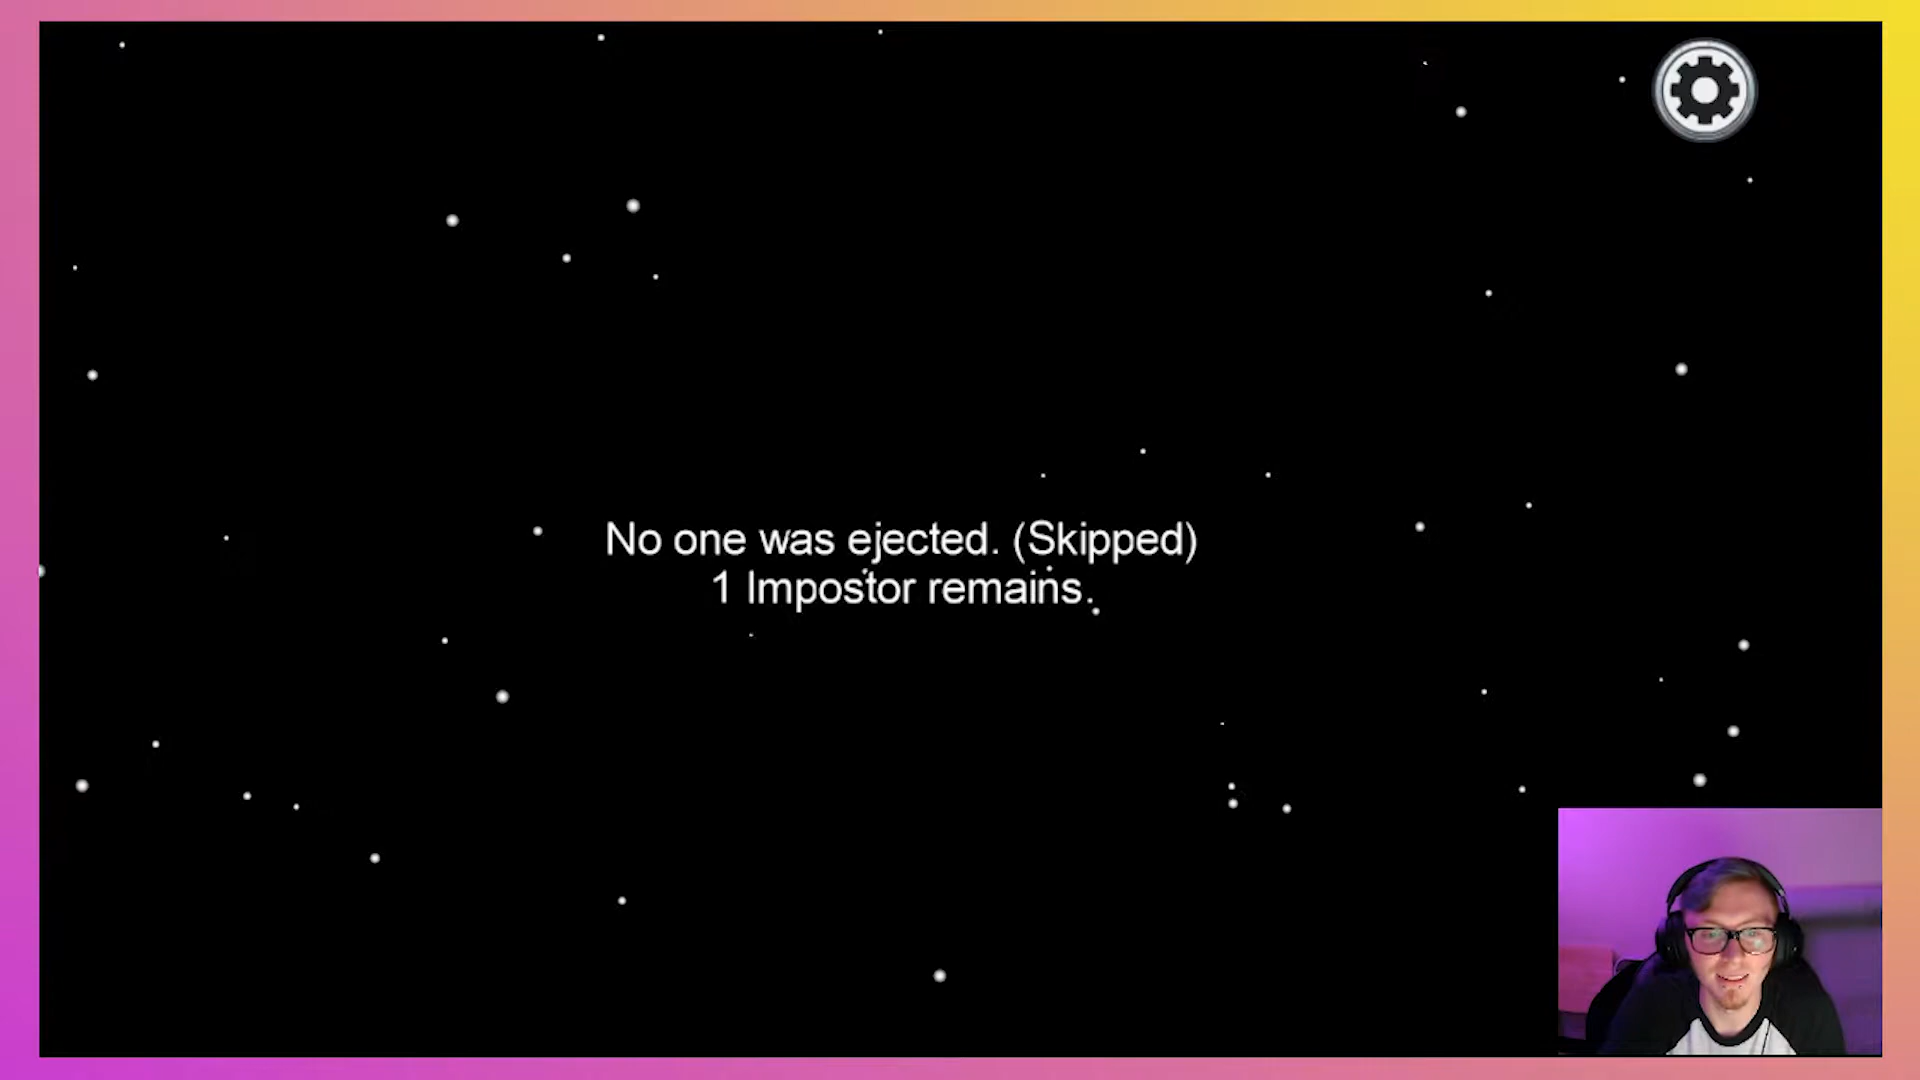 No one was ejected. (Skipped)
1 Impostor remains.